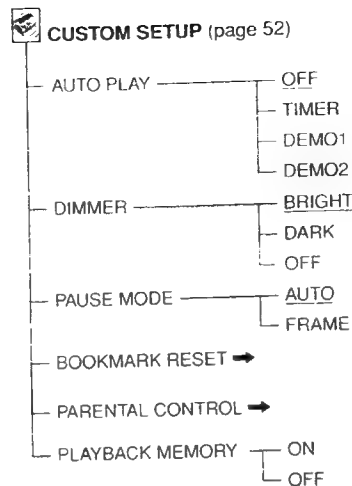 CUSTOM SETUP (page 52)
AUTO PLAY OFF
TIMER
DEMO1
DEMO2
DIMMER BRIGHT
DARK
OFF
PAUSE MODE AUTO
FRAME
BOOKMARK RESET ➡
PARENTAL CONTROL ➡
PLAYBACK MEMORY ON
OFF